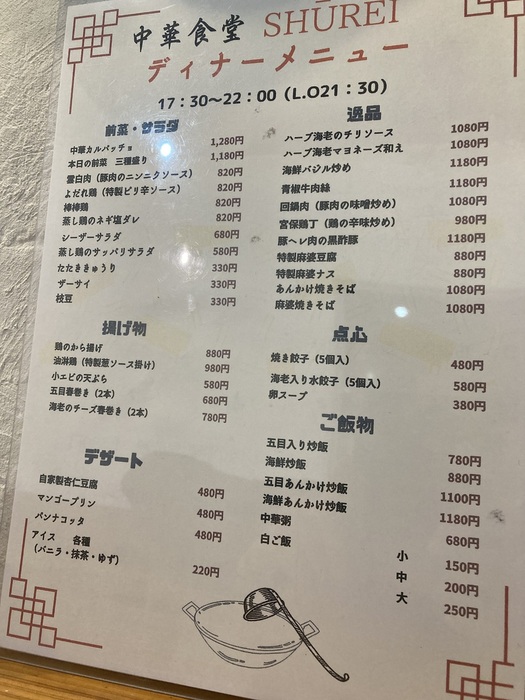 中華食堂 SHŪREI
ディナーメニュー
17：30～22：00（L.O21：30）
前菜・サラダ
中華カルパッチョ 1,280円
本日の前菜 三種盛り 1,180円
雲白肉（豚肉のニンニクソース） 820円
よだれ鶏（特製ピリ辛ソース） 820円
棒棒鶏 820円
蒸し鶏のネギ塩ダレ 820円
シーザーサラダ 680円
蒸し鶏のサッパリサラダ 580円
たたききゅうり 330円
ザーサイ 330円
枝豆 330円
揚げ物
鶏のから揚げ 880円
油淋鶏（特製葱ソース掛け） 980円
小エビの天ぷら 580円
五目春巻き（2本） 680円
海老のチーズ春巻き（2本） 780円
デザート
自家製杏仁豆腐 480円
マンゴープリン 480円
パンナコッタ 480円
アイス 各種
（バニラ・抹茶・ゆず） 220円
逸品
ハーブ海老のチリソース 1080円
ハーブ海老マヨネーズ和え 1080円
海鮮バジル炒め 1180円
青椒牛肉絲 1180円
回鍋肉（豚肉の味噌炒め） 1080円
宮保鶏丁（鶏の辛味炒め） 980円
豚ヘレ肉の黒酢豚 1180円
特製麻婆豆腐 880円
特製麻婆ナス 880円
あんかけ焼きそば 1080円
麻婆焼きそば 1080円
点心
焼き餃子（5個入） 480円
海老入り水餃子（5個入） 580円
卵スープ 380円
ご飯物
五目入り炒飯 780円
海鮮炒飯 880円
五目あんかけ炒飯 1100円
海鮮あんかけ炒飯 1180円
中華粥 680円
白ご飯 小 150円
中 200円
大 250円